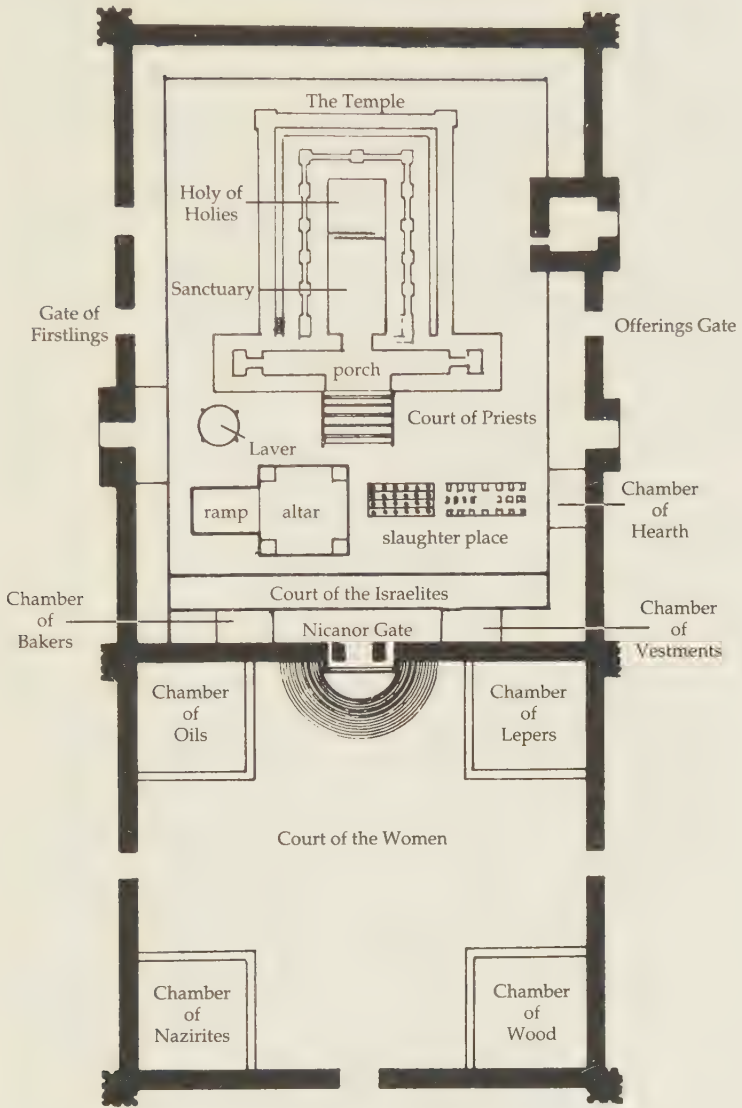 The Temple
Holy of
Holies
Sanctuary
Gate of
Firstlings
Offerings Gate
porch
Court of Priests
Laver
ramp
altar
slaughter place
Chamber
of
Hearth
Court of the Israelites
Chamber
of
Bakers
Nicanor Gate
Chamber
of
Vestments
Chamber
of
Oils
Chamber
of
Lepers
Court of the Women
Chamber
of
Nazirites
Chamber
of
Wood